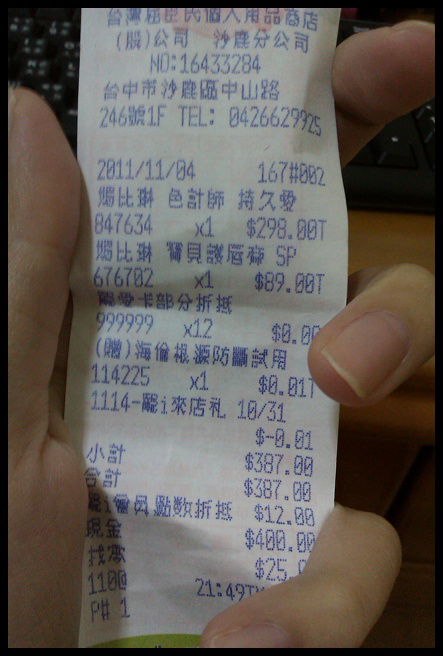 台灣屈臣氏個人用品商店
(股)公司 沙鹿分公司
NO:16433284
台中市沙鹿區中山路
246號1F TEL: 0426629925
2011/11/04 167#002
媚比琳 色計師 持久愛
847634 x1 $298.00T
媚比琳 寶貝護唇膏 SP
676702 x1 $89.00T
寵愛卡部分折抵
999999 x12 $0.00
(贈)海倫 試用
114225 x1 $0.01T
1114-寵i來店礼 10/31
$-0.01
小計 $387.00
合計 $387.00
寵i會員點数折抵 $12.00
現金 $400.00
找零 $25.0
110@ 21:49TX
P# 1